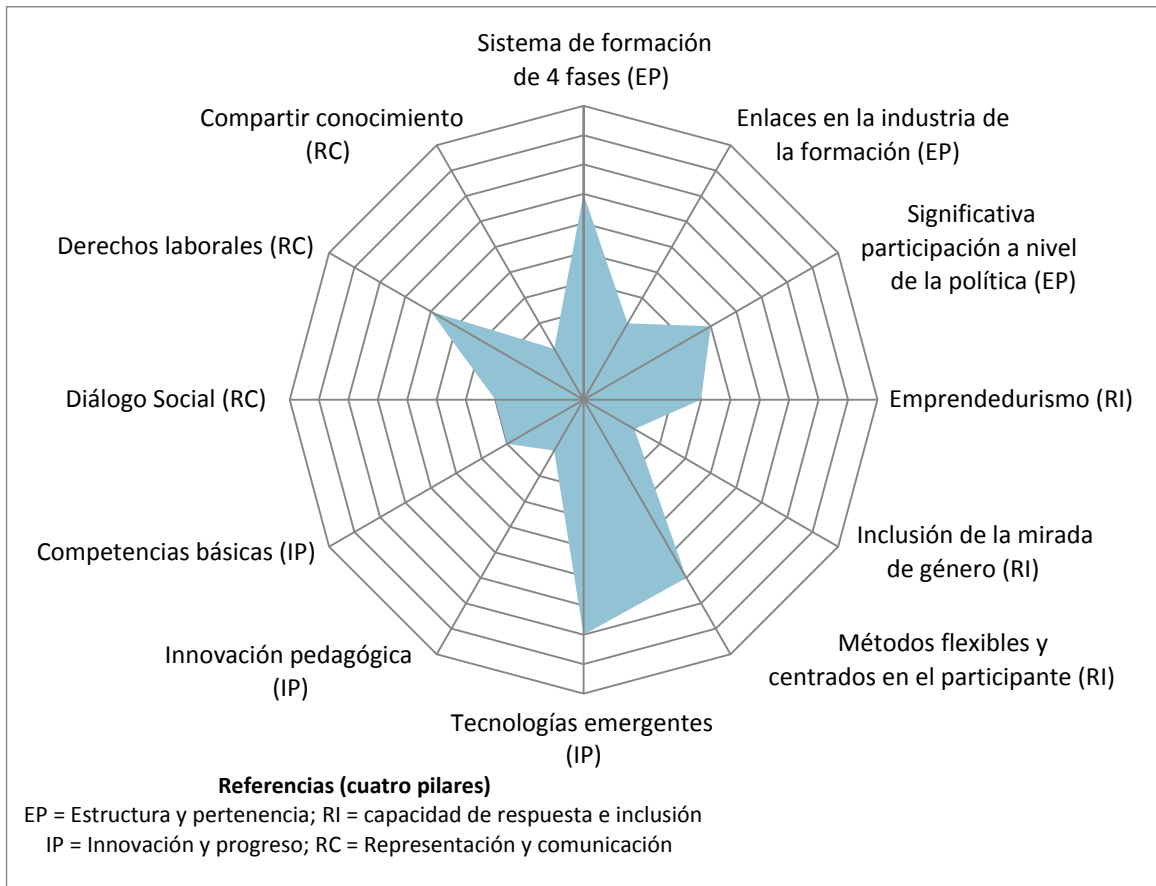 Sistema de formación
de 4 fases (EP)
Enlaces en la industria de
la formación (EP)
Significativa
participación a nivel
de la política (EP)
Emprendedurismo (RI)
Inclusión de la mirada
de género (RI)
Métodos flexibles y
centrados en el participante (RI)
Tecnologías emergentes
(IP)
Innovación pedagógica
(IP)
Competencias básicas (IP)
Diálogo Social (RC)
Derechos laborales (RC)
Compartir conocimiento
(RC)
Referencias (cuatro pilares)
EP = Estructura y pertenencia; RI = capacidad de respuesta e inclusión
IP = Innovación y progreso; RC = Representación y comunicación